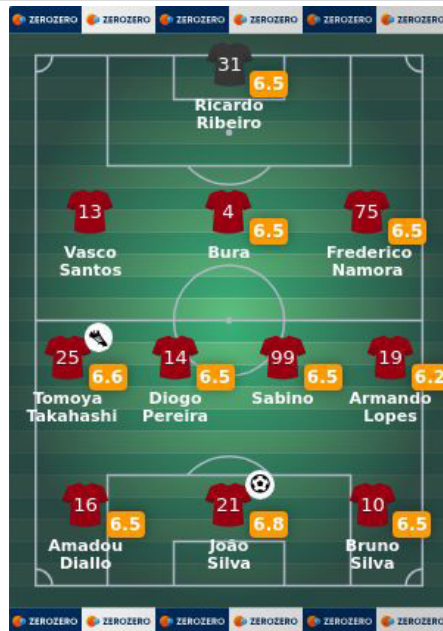 ZEROZERO ZEROZERO ZEROZERO ZEROZERO ZEROZERO ZEROZERO
31
6.5
Ricardo
Ribeiro
13 4 75
6.5 6.5
Vasco Bura Frederico
Santos Namora
25 14 99 19
6.6 6.5 6.5 6.2
Tomoya Diogo Sabino Armando
Takahashi Pereira Lopes
16 21 10
6.5 6.8 6.5
Amadou João Bruno
Diallo Silva Silva
ZEROZERO ZEROZERO ZEROZERO ZEROZERO ZEROZERO ZEROZERO